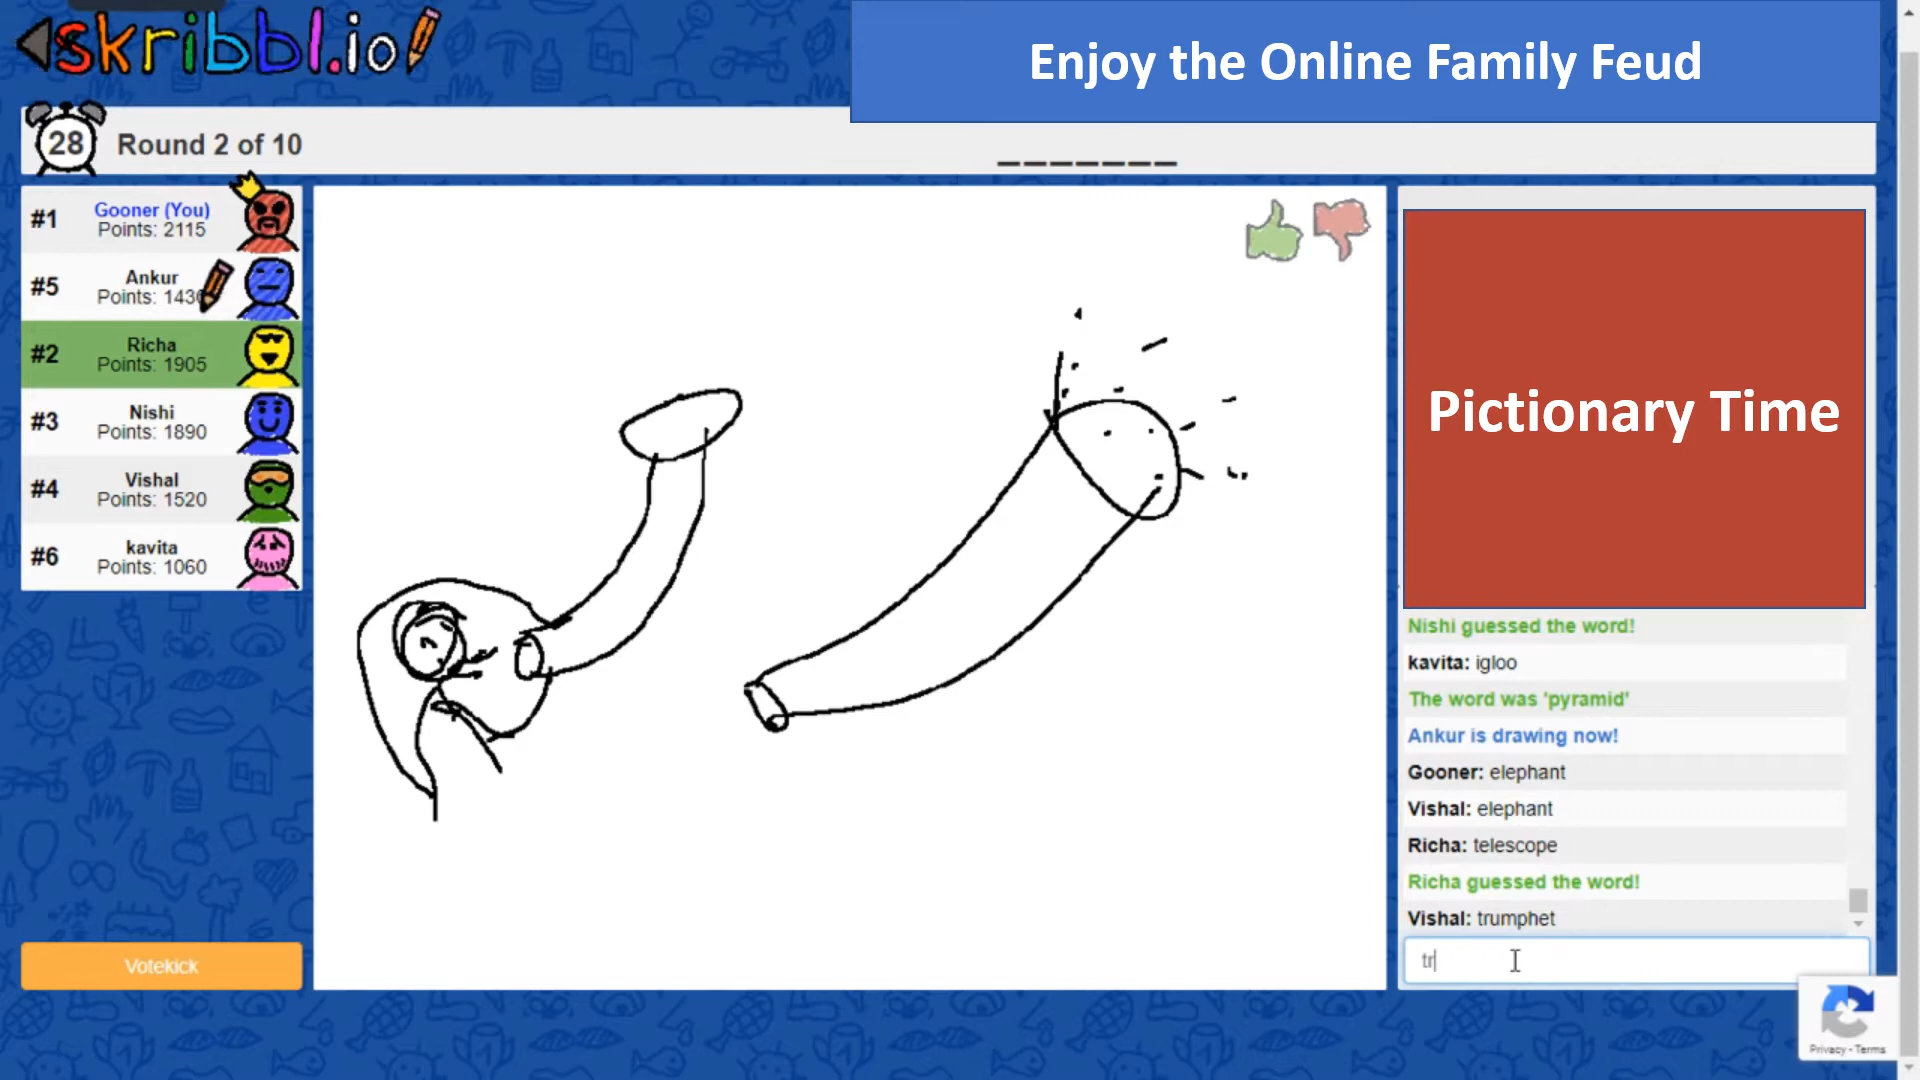 skribbl.io
Enjoy the Online Family Feud
28
Round 2 of 10
_______
#1
Gooner (You)
Points: 2115
#5
Ankur
Points: 143
#2
Richa
Points: 1905
#3
Nishi
Points: 1890
#4
Vishal
Points: 1520
#6
kavita
Points: 1060
Votekick
Pictionary Time
Nishi guessed the word!
kavita: igloo
The word was 'pyramid'
Ankur is drawing now!
Gooner: elephant
Vishal: elephant
Richa: telescope
Richa guessed the word!
Vishal: trumphet
tr
Privacy - Terms